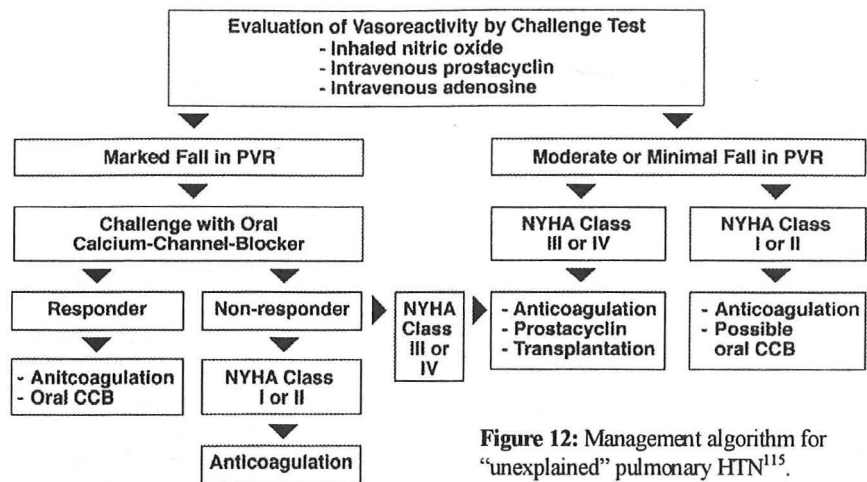 Evaluation of Vasoreactivity by Challenge Test
- Inhaled nitric oxide
- Intravenous prostacyclin
- Intravenous adenosine
Marked Fall in PVR
Moderate or Minimal Fall in PVR
Challenge with Oral
Calcium-Channel-Blocker
NYHA Class
III or IV
NYHA Class
I or II
Responder
Non-responder
NYHA
Class
III or
IV
- Anticoagulation
- Prostacyclin
- Transplantation
- Anticoagulation
- Possible
oral CCB
- Anitcoagulation
- Oral CCB
NYHA Class
I or II
Anticoagulation
Figure 12: Management algorithm for
“unexplained” pulmonary HTN115.